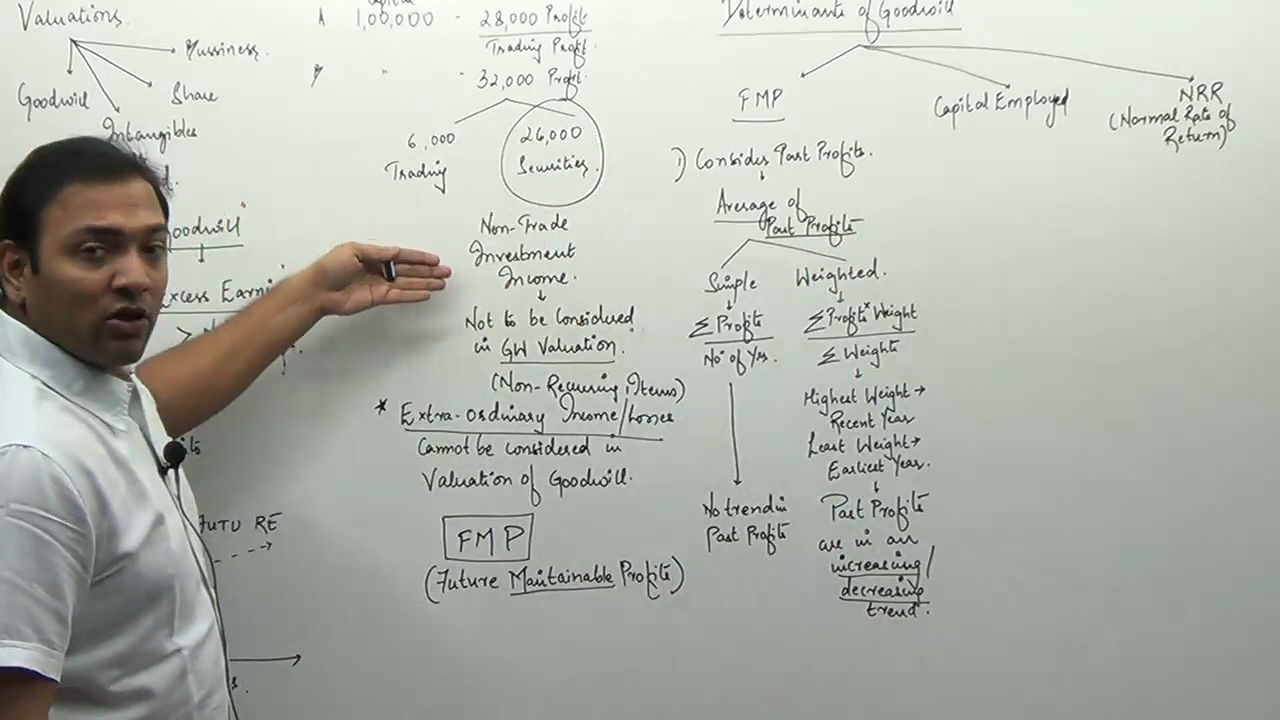 Valuations.
Bussiness.
Goodwill
Share
Intangibles
Goodwill"
Excess Earni
FUTU RE
A 1,00,000 - 28,000 Profit
Trading Profit.
B " - 32,000 Profit.
6,000
Trading
26,000
Securities.
Non-Trade
Investment
Income.
Not to be Considered
in GW Valuation.
(Non-Recurring Items)
* Extra-Ordinary Income/Losses
Cannot be considered in
Valuation of Goodwill.
FMP
(Future Maintainable Profits)
Determinants of Goodwill
FMP
Capital Employed
NRR
(Normal Rate of
Return)
1) Consider Past Profits.
Average of
Past Profits
Simple
Σ Profits
No of Yrs.
No trend in
Past Profits
Weighted.
Σ Profits x Weight
Σ Weights
Highest Weight →
Recent Year
Least Weight →
Earliest Year.
Past Profits
are in an
increasing/
decreasing
trend.